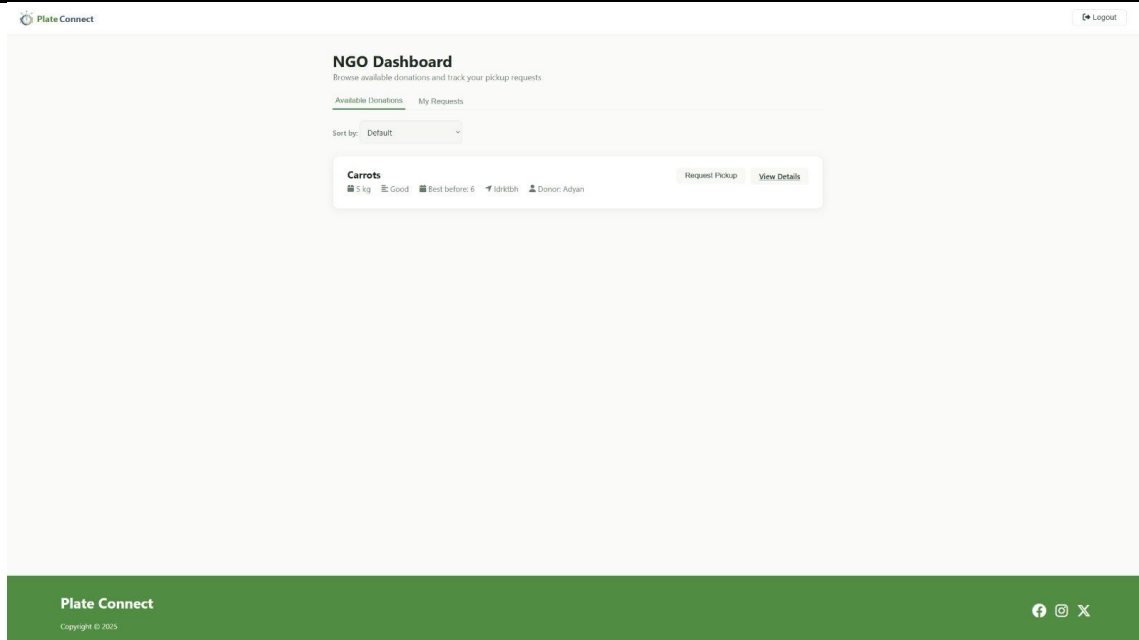 Plate Connect
Logout
NGO Dashboard
Browse available donations and track your pickup requests
Available Donations My Requests
Sort by: Default
Carrots
Request Pickup View Details
5 kg Good Best before: 6 Idrktbh Donor: Adyan
Plate Connect
Copyright © 2025